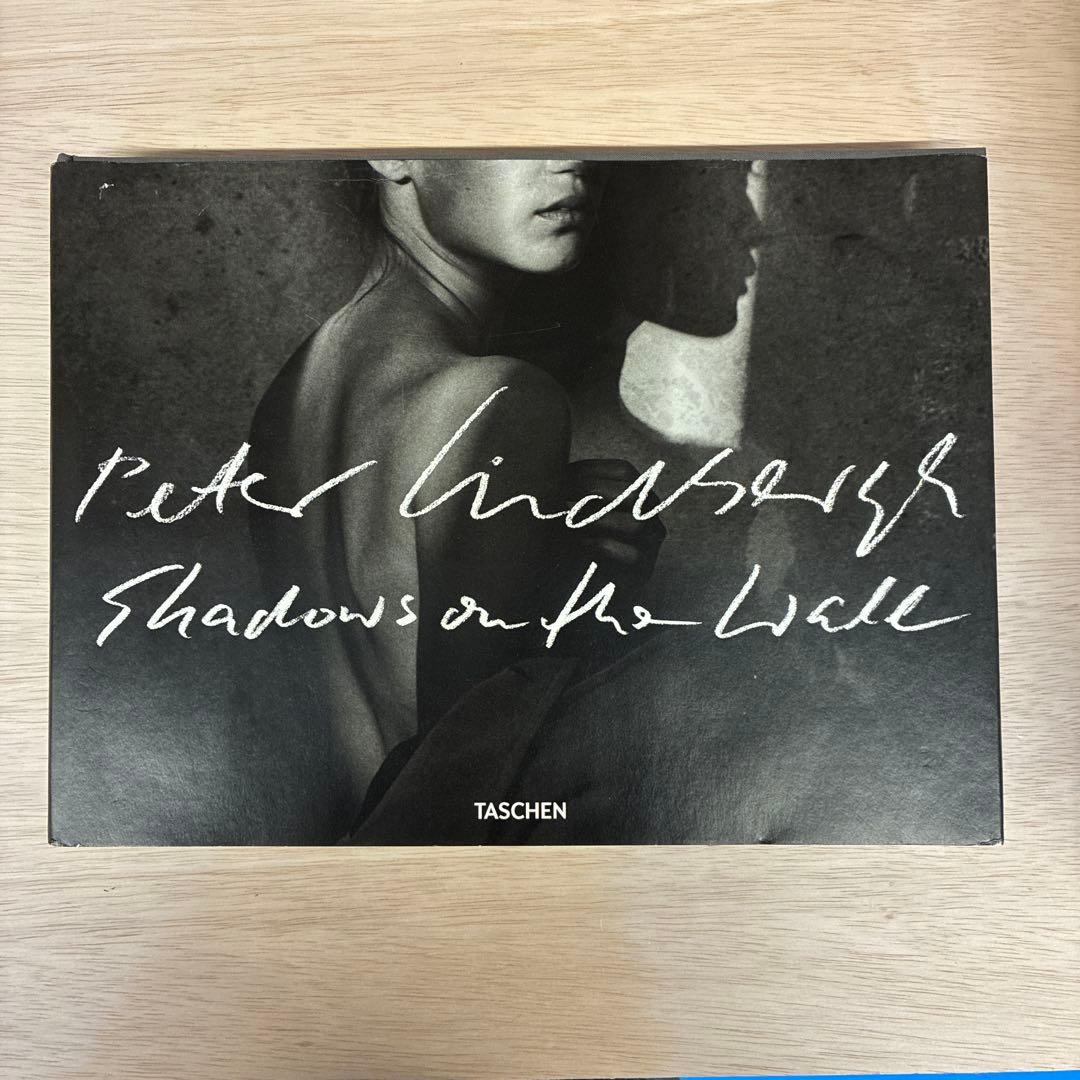 Peter Lindbergh
Shadows on the Wall
TASCHEN